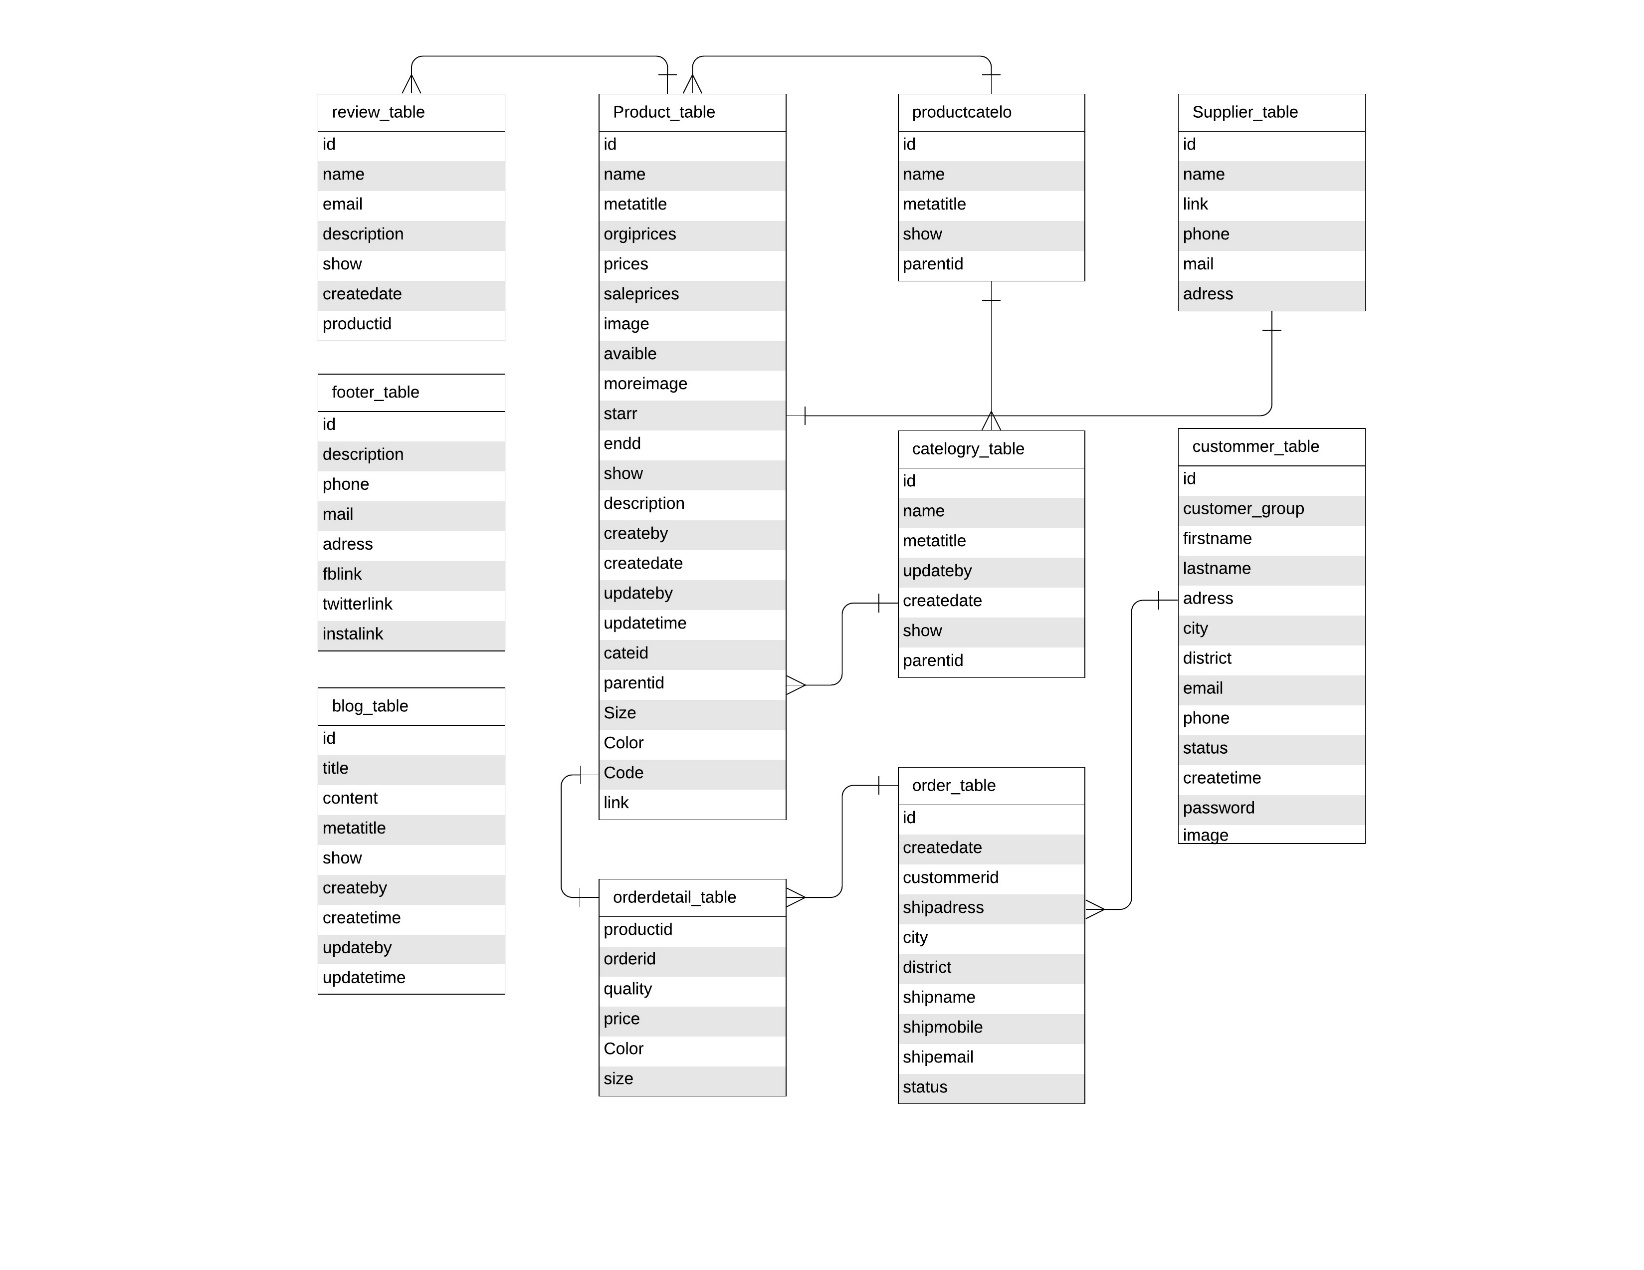 review_table
id
name
email
description
show
createdate
productid
footer_table
id
description
phone
mail
adress
fblink
twitterlink
instalink
blog_table
id
title
content
metatitle
show
createby
createtime
updateby
updatetime
Product_table
id
name
metatitle
orgiprices
prices
saleprices
image
avaible
moreimage
starr
endd
show
description
createby
createdate
updateby
updatetime
cateid
parentid
Size
Color
Code
link
orderdetail_table
productid
orderid
quality
price
Color
size
productcatelo
id
name
metatitle
show
parentid
catelogry_table
id
name
metatitle
updateby
createdate
show
parentid
order_table
id
createdate
custommerid
shipadress
city
district
shipname
shipmobile
shipemail
status
Supplier_table
id
name
link
phone
mail
adress
custommer_table
id
customer_group
firstname
lastname
adress
city
district
email
phone
status
createtime
password
image